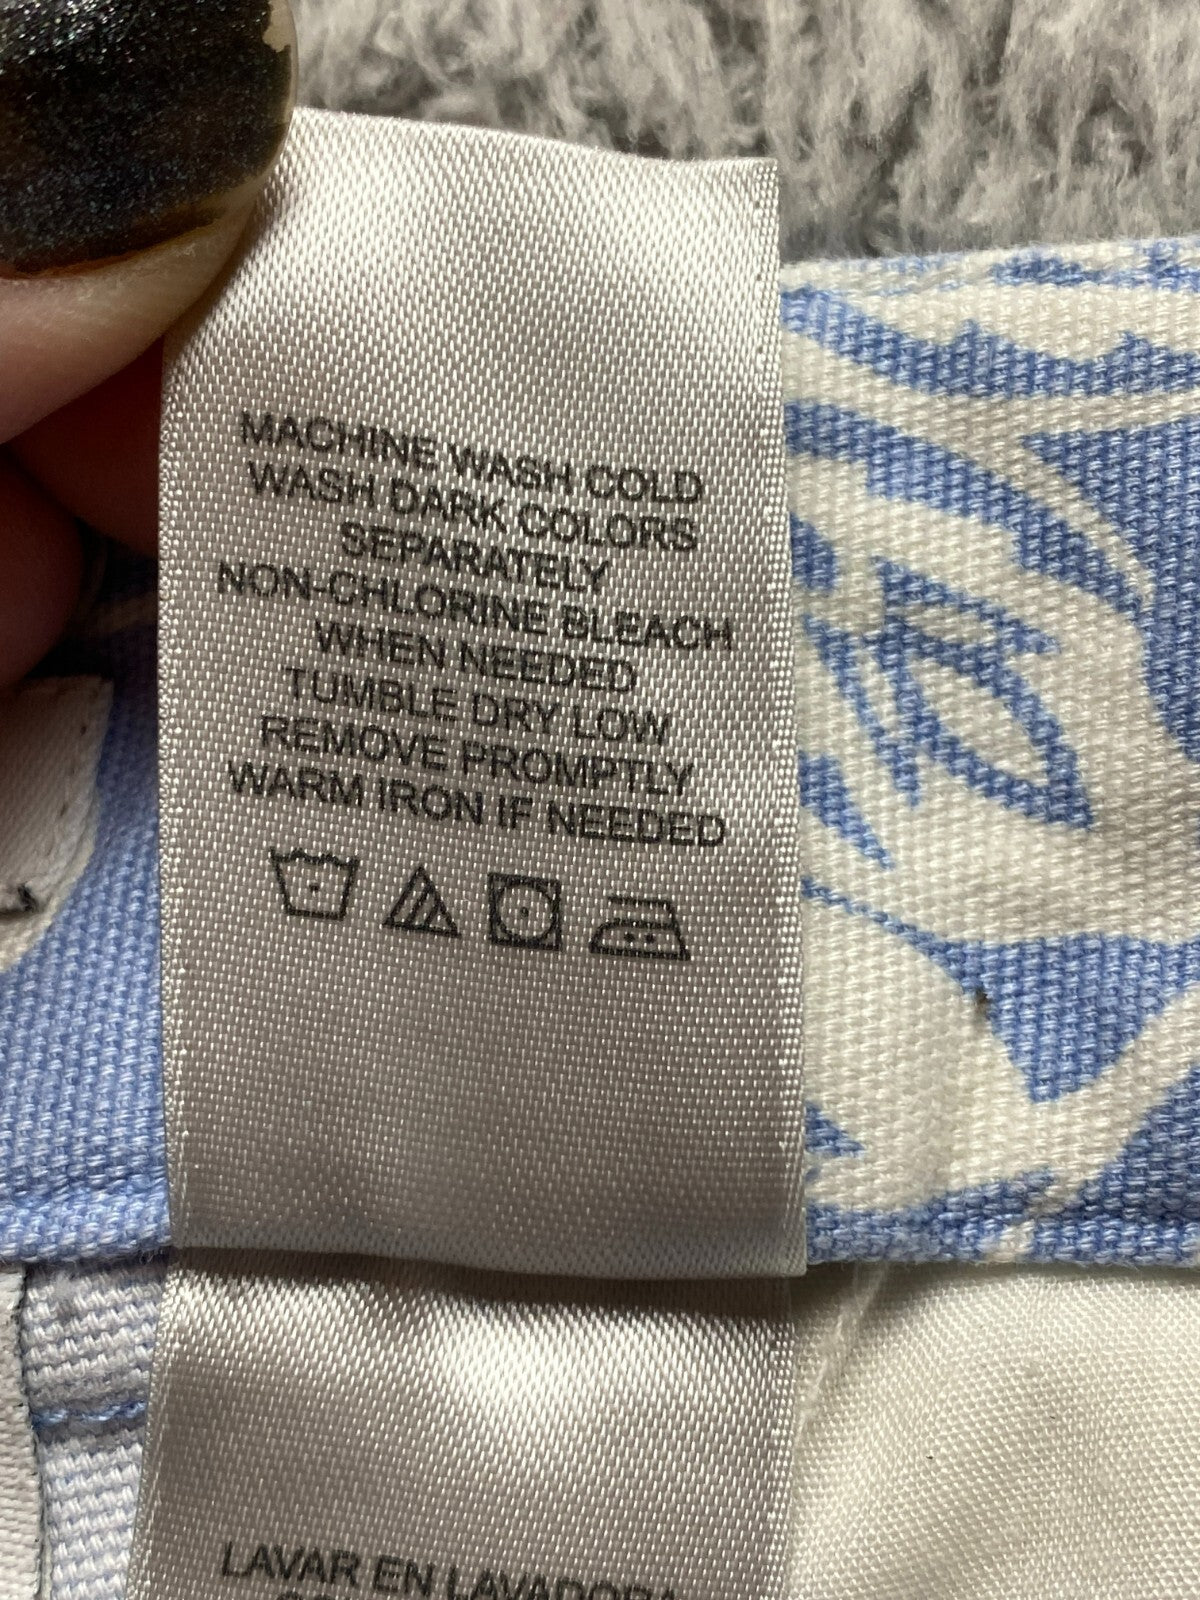 MACHINE WASH COLD
WASH DARK COLORS
SEPARATELY
NON-CHLORINE BLEACH
WHEN NEEDED
TUMBLE DRY LOW
REMOVE PROMPTLY
WARM IRON IF NEEDED
LAVAR EN LAVADORA